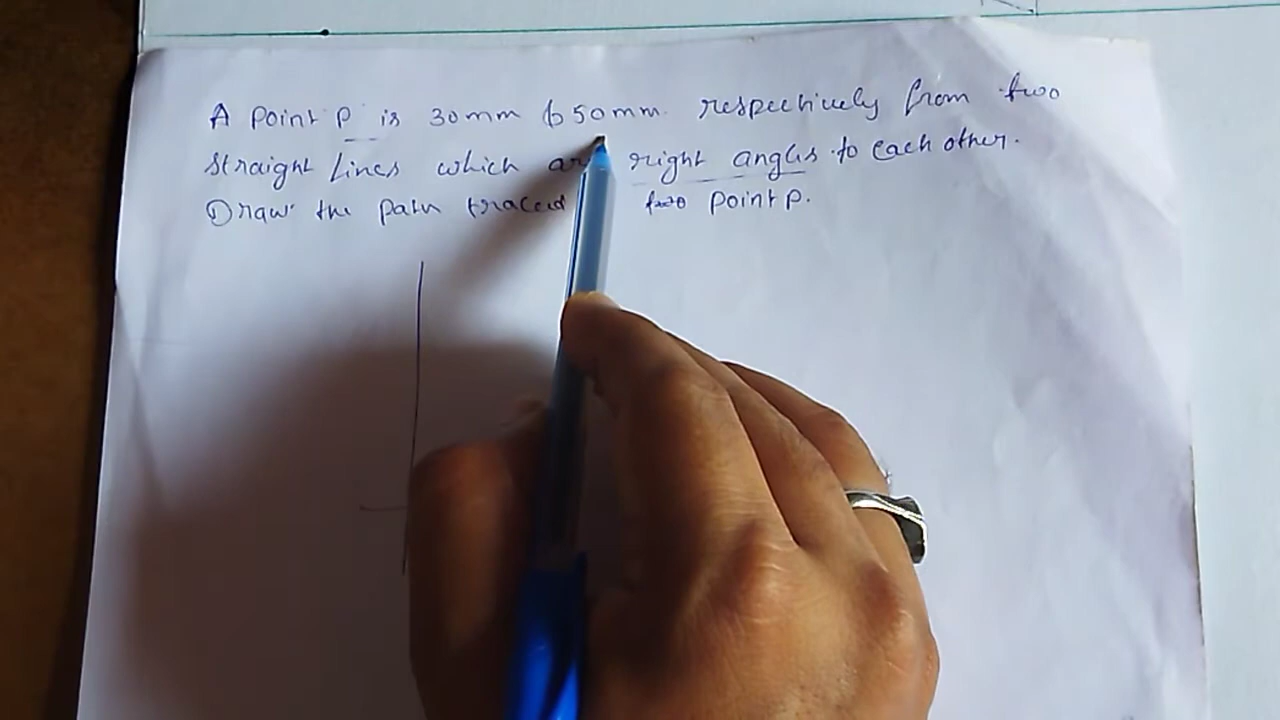 A point P is 30mm & 50mm respectively from two
straight lines which are right angles to each other.
Draw the path traced point P.